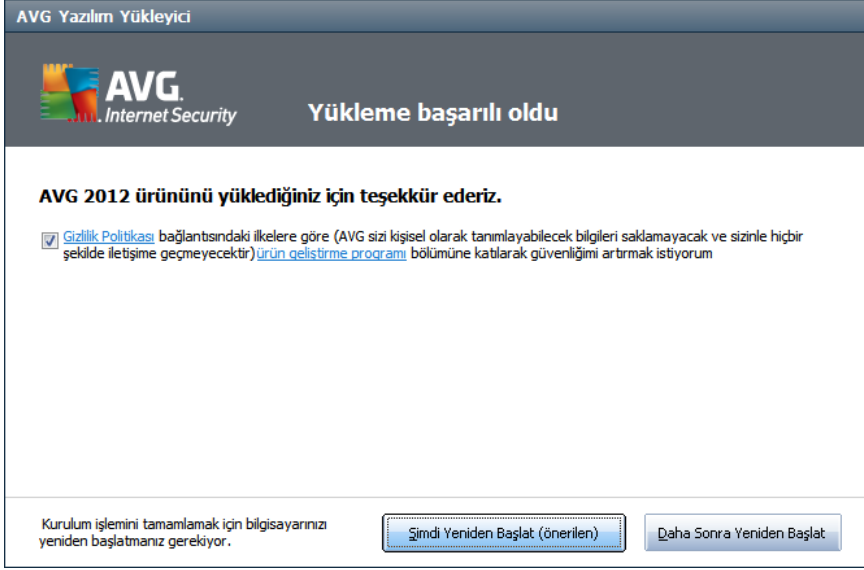 AVG Yazılım Yükleyici
AVG.
Internet Security
Yükleme başarılı oldu
AVG 2012 ürününü yüklediğiniz için teşekkür ederiz.
Gizlilik Politikası bağlantısındaki ilkelere göre (AVG sizi kişisel olarak tanımlayabilecek bilgileri saklamayacak ve sizinle hiçbir
şekilde iletişime geçmeyecektir) ürün geliştirme programı bölümüne katılarak güvenliğimi artırmak istiyorum
Kurulum işlemini tamamlamak için bilgisayarınızı
yeniden başlatmanız gerekiyor.
Şimdi Yeniden Başlat (önerilen)
Daha Sonra Yeniden Başlat